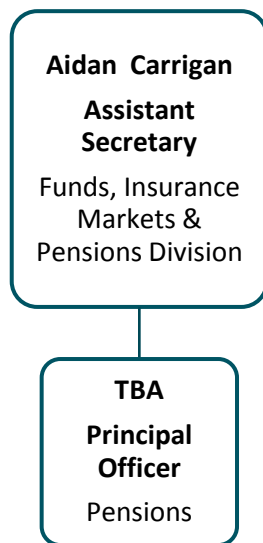 Aidan  Carrigan
Assistant
Secretary
Funds, Insurance
Markets &
Pensions Division
TBA
Principal
Officer
Pensions